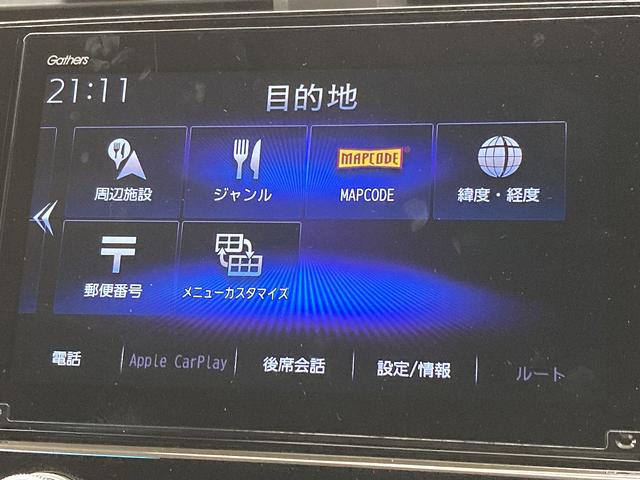 Gathers
21:11
目的地
周辺施設
ジャンル
MAPCODE
MAPCODE
緯度・経度
郵便番号
メニューカスタマイズ
電話
Apple CarPlay
後席会話
設定/情報
ルート